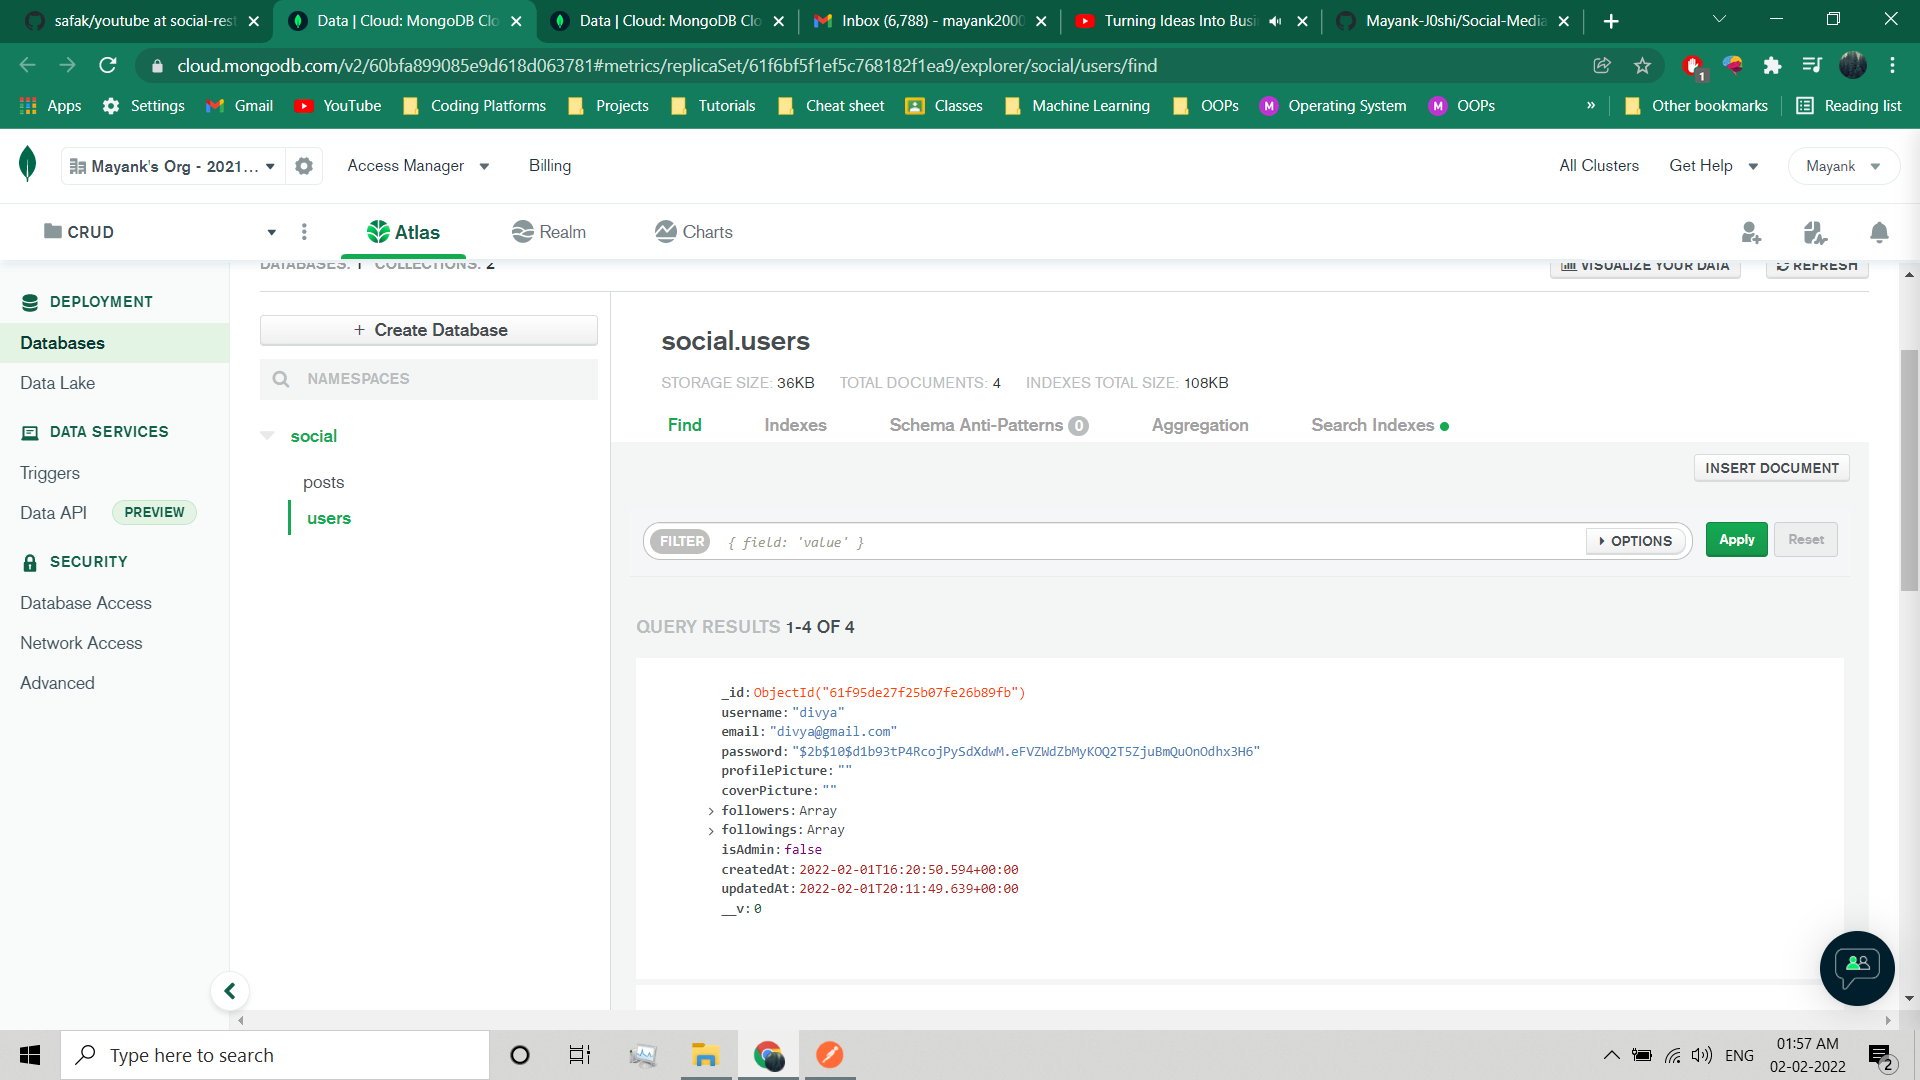 safak/youtube at social-rest
Data | Cloud: MongoDB Clo
Data | Cloud: MongoDB Clo
Inbox (6,788) - mayank2000
Turning Ideas Into Busi
Mayank-J0shi/Social-Media
cloud.mongodb.com/v2/60bfa899085e9d618d063781#metrics/replicaSet/61f6bf5f1ef5c768182f1ea9/explorer/social/users/find
1
Apps
Settings
Gmail
YouTube
Coding Platforms
Projects
Tutorials
Cheat sheet
Classes
Machine Learning
OOPs
M
Operating System
M
OOPs
»
Other bookmarks
Reading list
Mayank's Org - 2021...
Access Manager
Billing
All Clusters
Get Help
Mayank
CRUD
Atlas
Realm
Charts
DATABASES: 1 COLLECTIONS: 2
VISUALIZE YOUR DATA
REFRESH
DEPLOYMENT
Databases
Data Lake
DATA SERVICES
Triggers
Data API PREVIEW
SECURITY
Database Access
Network Access
Advanced
+ Create Database
NAMESPACES
social
posts
users
social.users
STORAGE SIZE: 36KB TOTAL DOCUMENTS: 4 INDEXES TOTAL SIZE: 108KB
Find
Indexes
Schema Anti-Patterns 0
Aggregation
Search Indexes
INSERT DOCUMENT
FILTER { field: 'value' }
OPTIONS
Apply
Reset
QUERY RESULTS 1-4 OF 4
_id: ObjectId("61f95de27f25b07fe26b89fb")
username: "divya"
email: "divya@gmail.com"
password: "$2b$10$d1b93tP4RcojPySdXdwM.eFVZWdZbMyKOQ2T5ZjuBmQuOnOdhx3H6"
profilePicture: ""
coverPicture: ""
followers: Array
followings: Array
isAdmin: false
createdAt: 2022-02-01T16:20:50.594+00:00
updatedAt: 2022-02-01T20:11:49.639+00:00
__v: 0
Type here to search
ENG
01:57 AM
02-02-2022
2